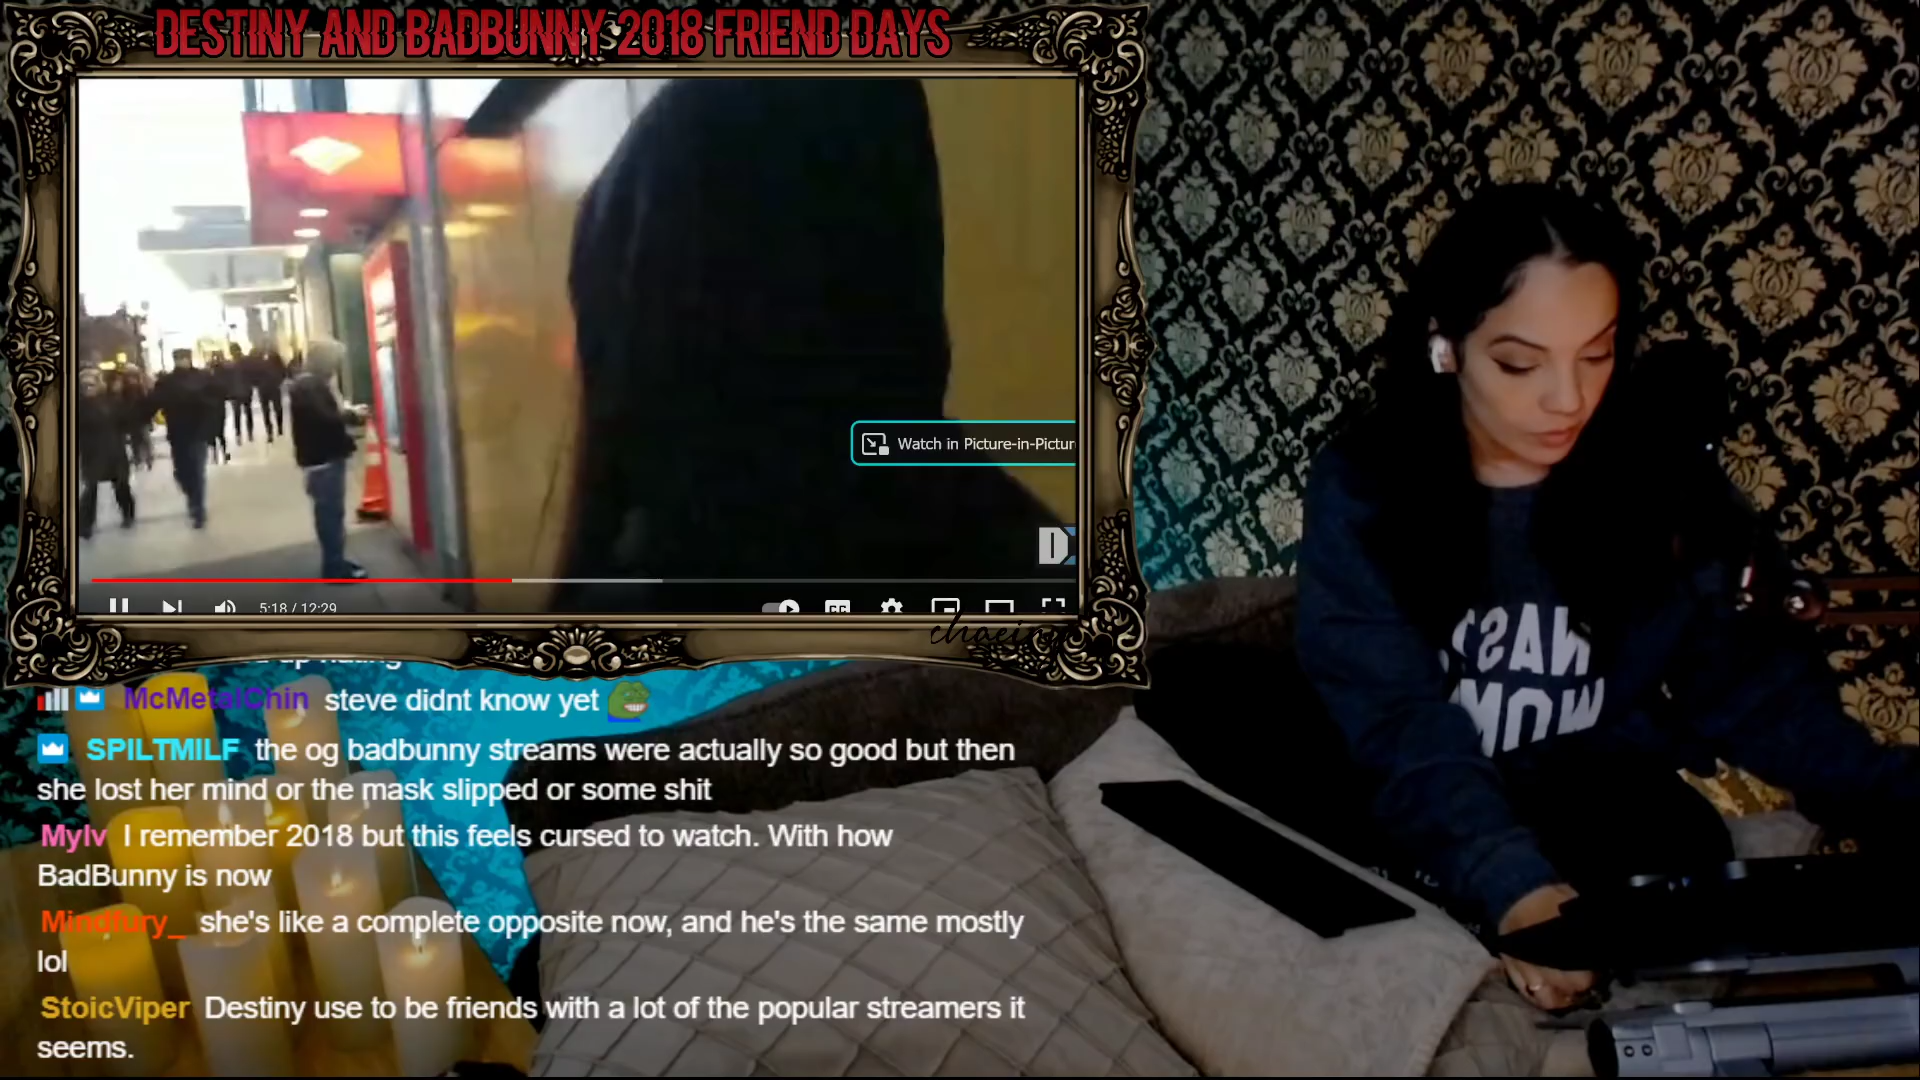 DESTINY AND BADBUNNY 2018 FRIEND DAYS
Watch in Picture-in-Pictur
D
5:18 / 12:29
CC
McMetalChin steve didnt know yet
SPILTMILF the og badbunny streams were actually so good but then
she lost her mind or the mask slipped or some shit
Mylv I remember 2018 but this feels cursed to watch. With how
BadBunny is now
Mindfury_ she's like a complete opposite now, and he's the same mostly
lol
StoicViper Destiny use to be friends with a lot of the popular streamers it
seems.